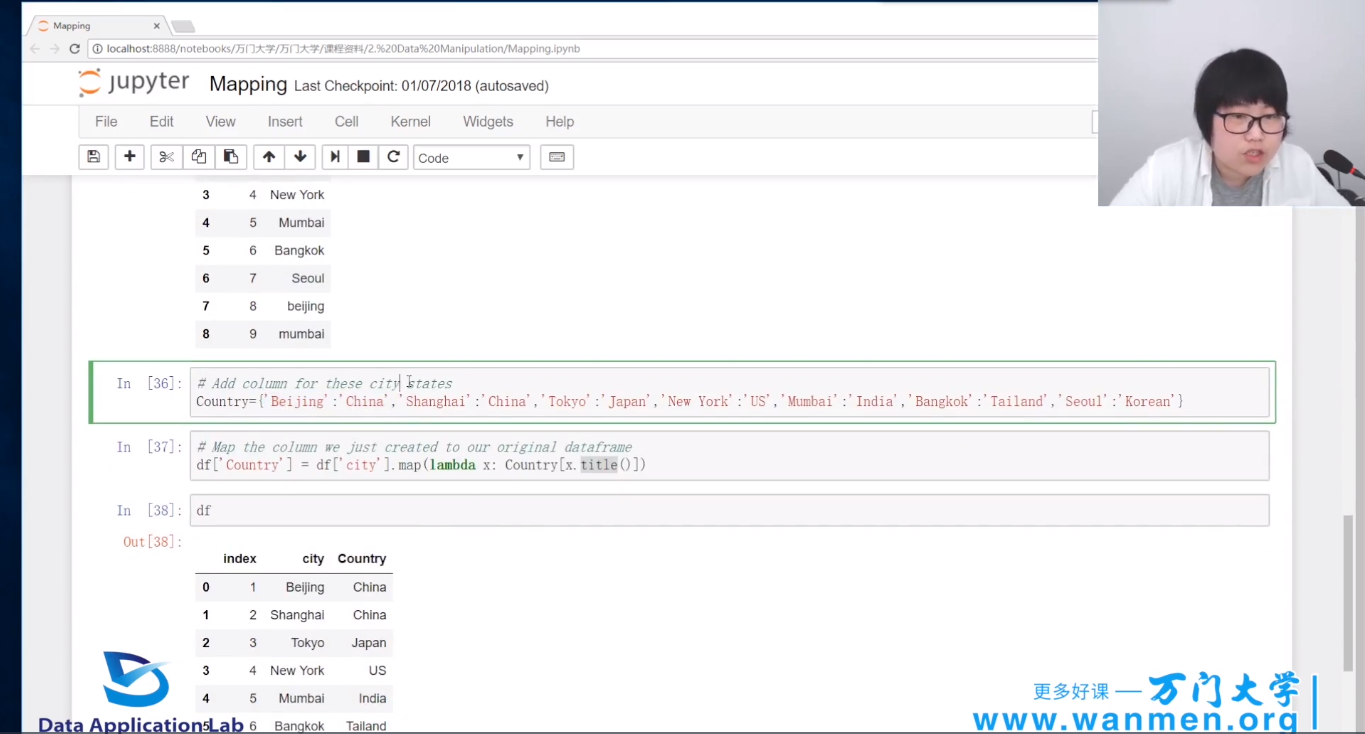 Mapping
localhost:8888/notebooks/万门大学/万门大学/课程资料/2.%20Data%20Manipulation/Mapping.ipynb
jupyter Mapping Last Checkpoint: 01/07/2018 (autosaved)
File Edit View Insert Cell Kernel Widgets Help
Code
3 4 New York
4 5 Mumbai
5 6 Bangkok
6 7 Seoul
7 8 beijing
8 9 mumbai
In [36]: # Add column for these city states
Country={'Beijing':'China','Shanghai':'China','Tokyo':'Japan','New York':'US','Mumbai':'India','Bangkok':'Tailand','Seoul':'Korean'}
In [37]: # Map the column we just created to our original dataframe
df['Country'] = df['city'].map(lambda x: Country[x.title()])
In [38]: df
Out[38]:
index city Country
0 1 Beijing China
1 2 Shanghai China
2 3 Tokyo Japan
3 4 New York US
4 5 Mumbai India
5 6 Bangkok Tailand
Data Application Lab
更多好课 — 万门大学
www.wanmen.org